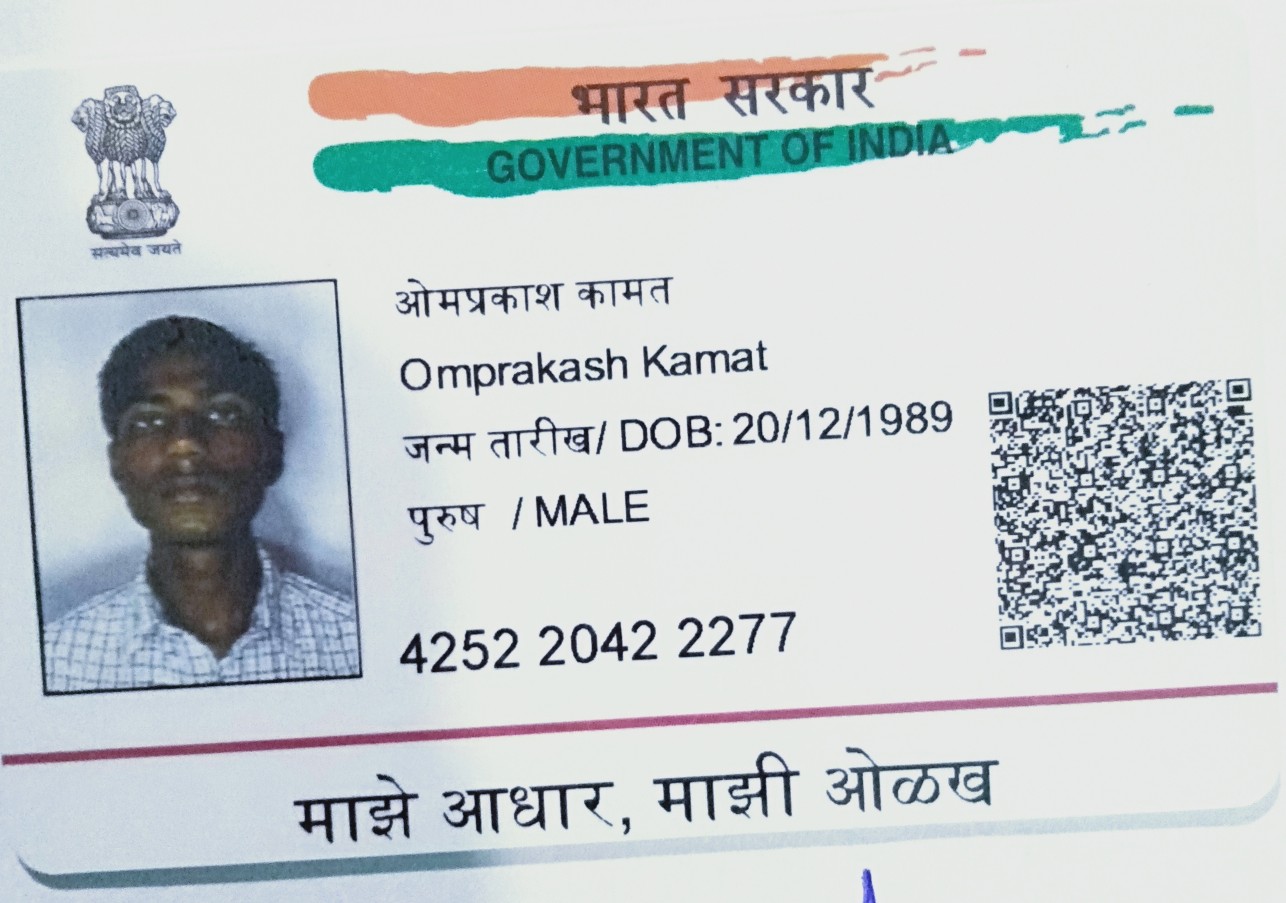 भारत सरकार
GOVERNMENT OF INDIA
सत्यमेव जयते
ओमप्रकाश कामत
Omprakash Kamat
जन्म तारीख/ DOB: 20/12/1989
पुरुष / MALE
4252 2042 2277
माझे आधार, माझी ओळख